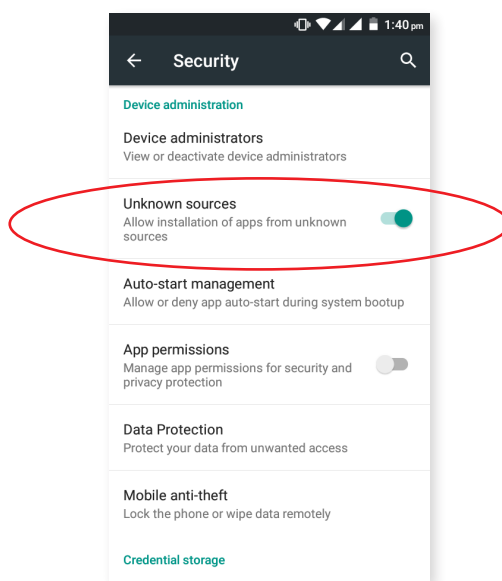 1:40 pm
Security
Device administration
Device administrators
View or deactivate device administrators
Unknown sources
Allow installation of apps from unknown
sources
Auto-start management
Allow or deny app auto-start during system bootup
App permissions
Manage app permissions for security and
privacy protection
Data Protection
Protect your data from unwanted access
Mobile anti-theft
Lock the phone or wipe data remotely
Credential storage